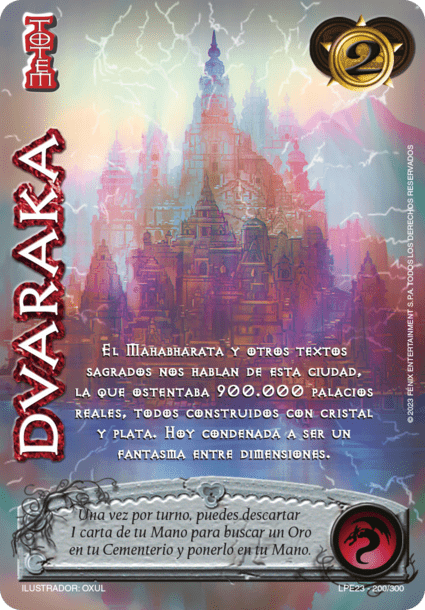 TOTEM
2
DVARAKA
El Mahabharata y otros textos
sagrados nos hablan de esta ciudad,
la que ostentaba 900.000 palacios
reales, todos construidos con cristal
y plata. Hoy condenada a ser un
fantasma entre dimensiones.
Una vez por turno, puedes descartar
1 carta de tu Mano para buscar un Oro
en tu Cementerio y ponerlo en tu Mano.
ILUSTRADOR: OXUL
LPE23 - 200/300
© 2023 FENIX ENTERTAINMENT S.P.A. TODOS LOS DERECHOS RESERVADOS